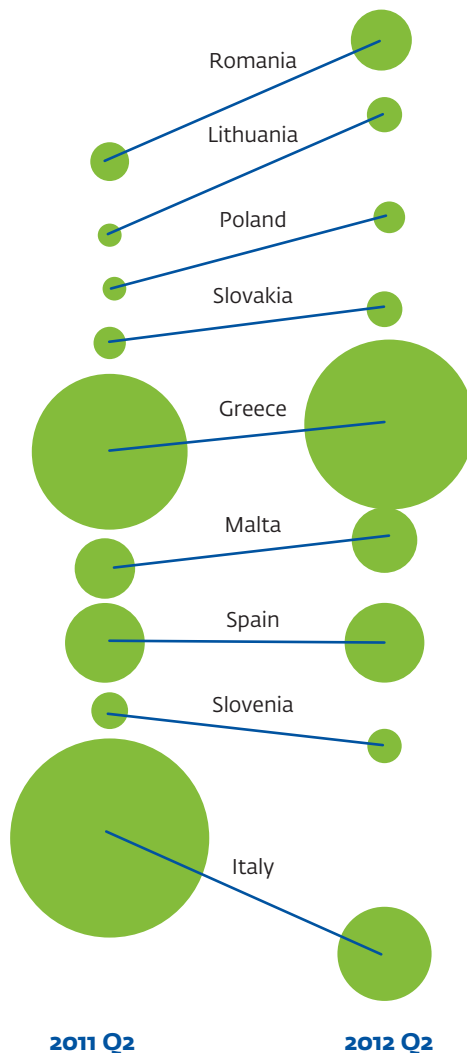 Romania
Lithuania
Poland
Slovakia
Greece
Malta
Spain
Slovenia
Italy
2011 Q2 2012 Q2